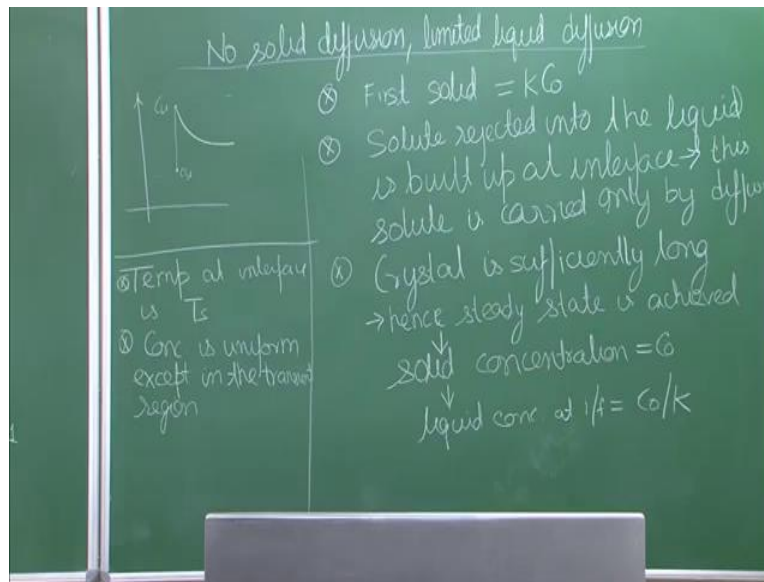 No solid diffusion, limited liquid diffusion
⊗ First solid = kC0
⊗ Solute rejected into the liquid
is built up at interface → this
solute is carried only by diffus
⊗ Crystal is sufficiently long
→ hence steady state is achieved
↓
solid concentration = C0
↓
liquid conc. at i/f = C0/K
⊗ Temp at interface
is Ts
⊗ Conc is uniform
except in the transient
region